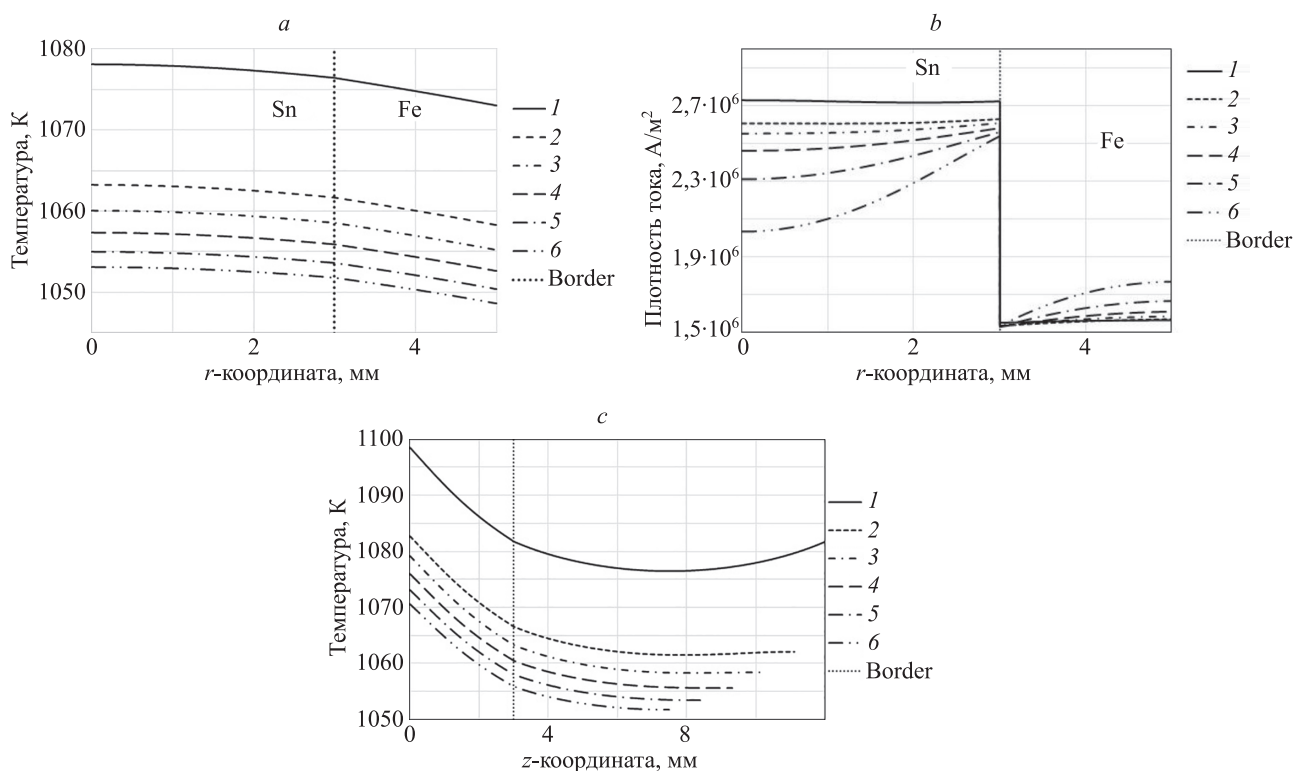 a
Температура, К
1080
1070
1060
1050
0
2
4
Sn
Fe
r-координата, мм
1
2
3
4
5
6
Border
b
Плотность тока, А/м²
2,7·10⁶
2,3·10⁶
1,9·10⁶
1,5·10⁶
0
2
4
Sn
Fe
r-координата, мм
1
2
3
4
5
6
Border
c
Температура, К
1100
1090
1080
1070
1060
1050
0
4
8
z-координата, мм
1
2
3
4
5
6
Border